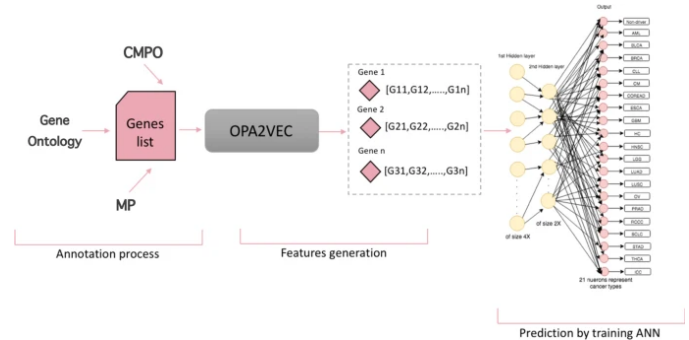 CMPO
Gene
Ontology
Genes
list
MP
OPA2VEC
Gene 1
[G11,G12,.....,G1n]
Gene 2
[G21,G22,.....,G2n]
Gene n
[G31,G32,.....,G3n]
Annotation process
Features generation
Output
1st Hidden layer
2nd Hidden layer
Non-driver
AML
BLCA
BRCA
CLL
CM
COREAD
ESCA
GBM
HC
HNSC
LGG
LUAD
LUSC
OV
PRAD
RCCC
SCLC
STAD
THCA
of size 4X
of size 2X
21 nuerons represent
cancer types
Prediction by training ANN